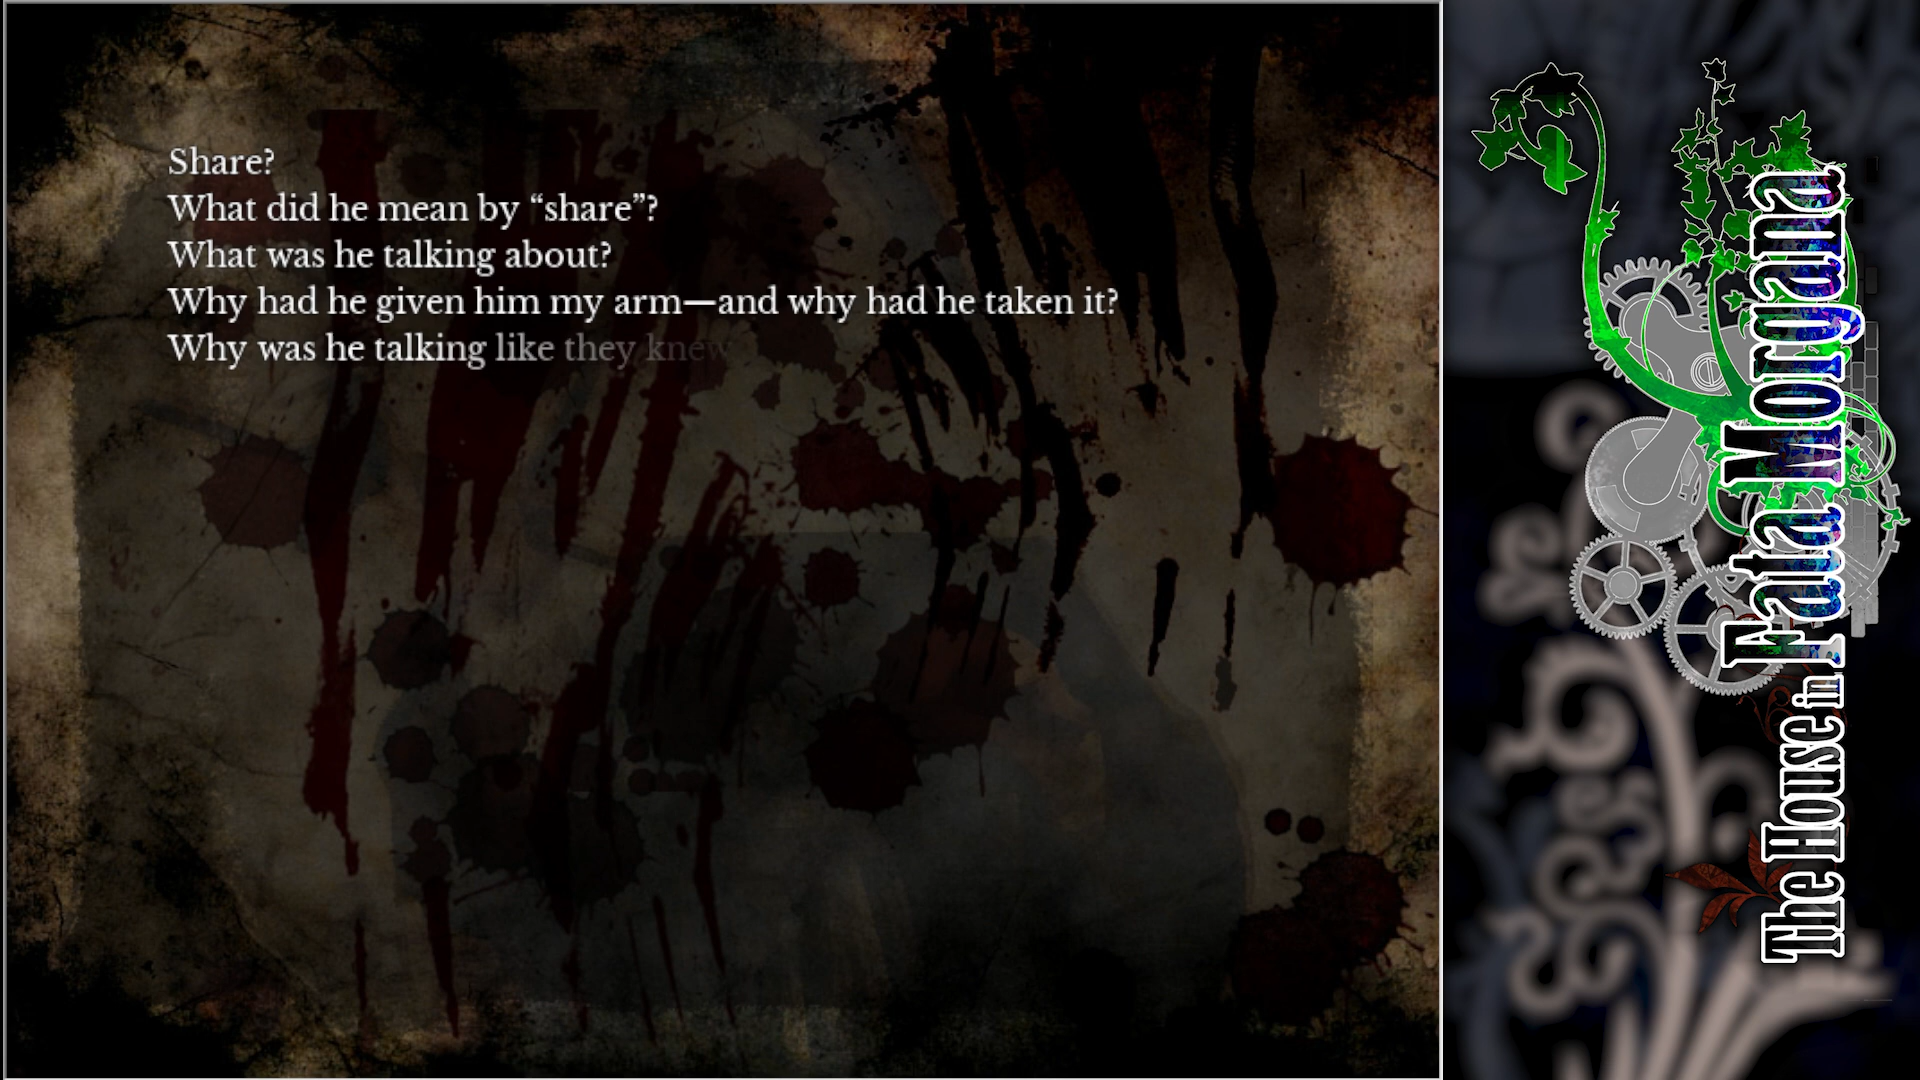 Share?
What did he mean by “share”?
What was he talking about?
Why had he given him my arm—and why had he taken it?
Why was he talking like they knew
The House in Fata Morgana